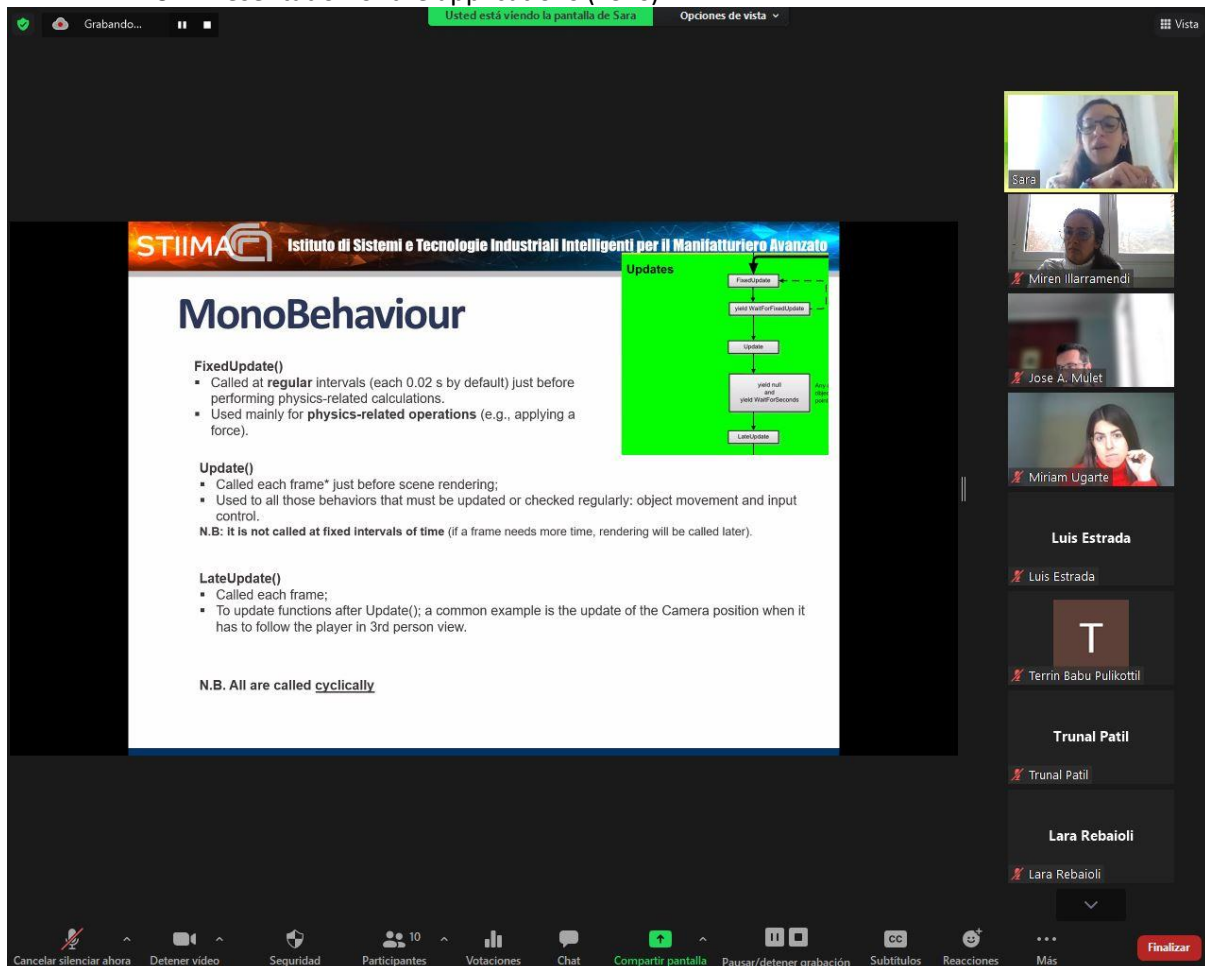 Usted está viendo la pantalla de Sara
Opciones de vista
Grabando...
Vista
Sara
Miren Illarramendi
Jose A. Mulet
Miriam Ugarte
Luis Estrada
Luis Estrada
T
Terrin Babu Pulikottil
Trunal Patil
Trunal Patil
Lara Rebaioli
Lara Rebaioli
STIIMA
Istituto di Sistemi e Tecnologie Industriali Intelligenti per il Manifatturiero Avanzato
MonoBehaviour
FixedUpdate()
▪ Called at regular intervals (each 0.02 s by default) just before
performing physics-related calculations.
▪ Used mainly for physics-related operations (e.g., applying a
force).
Update()
▪ Called each frame* just before scene rendering;
▪ Used to all those behaviors that must be updated or checked regularly: object movement and input
control.
N.B: it is not called at fixed intervals of time (if a frame needs more time, rendering will be called later).
LateUpdate()
▪ Called each frame;
▪ To update functions after Update(); a common example is the update of the Camera position when it
has to follow the player in 3rd person view.
N.B. All are called cyclically
Updates
FixedUpdate
yield WaitForFixedUpdate
Update
yield null
and
yield WaitForSeconds
LateUpdate
Cancelar silenciar ahora
Detener vídeo
Seguridad
10
Participantes
Votaciones
Chat
Compartir pantalla
Pausar/detener grabación
CC
Subtítulos
Reacciones
Más
Finalizar